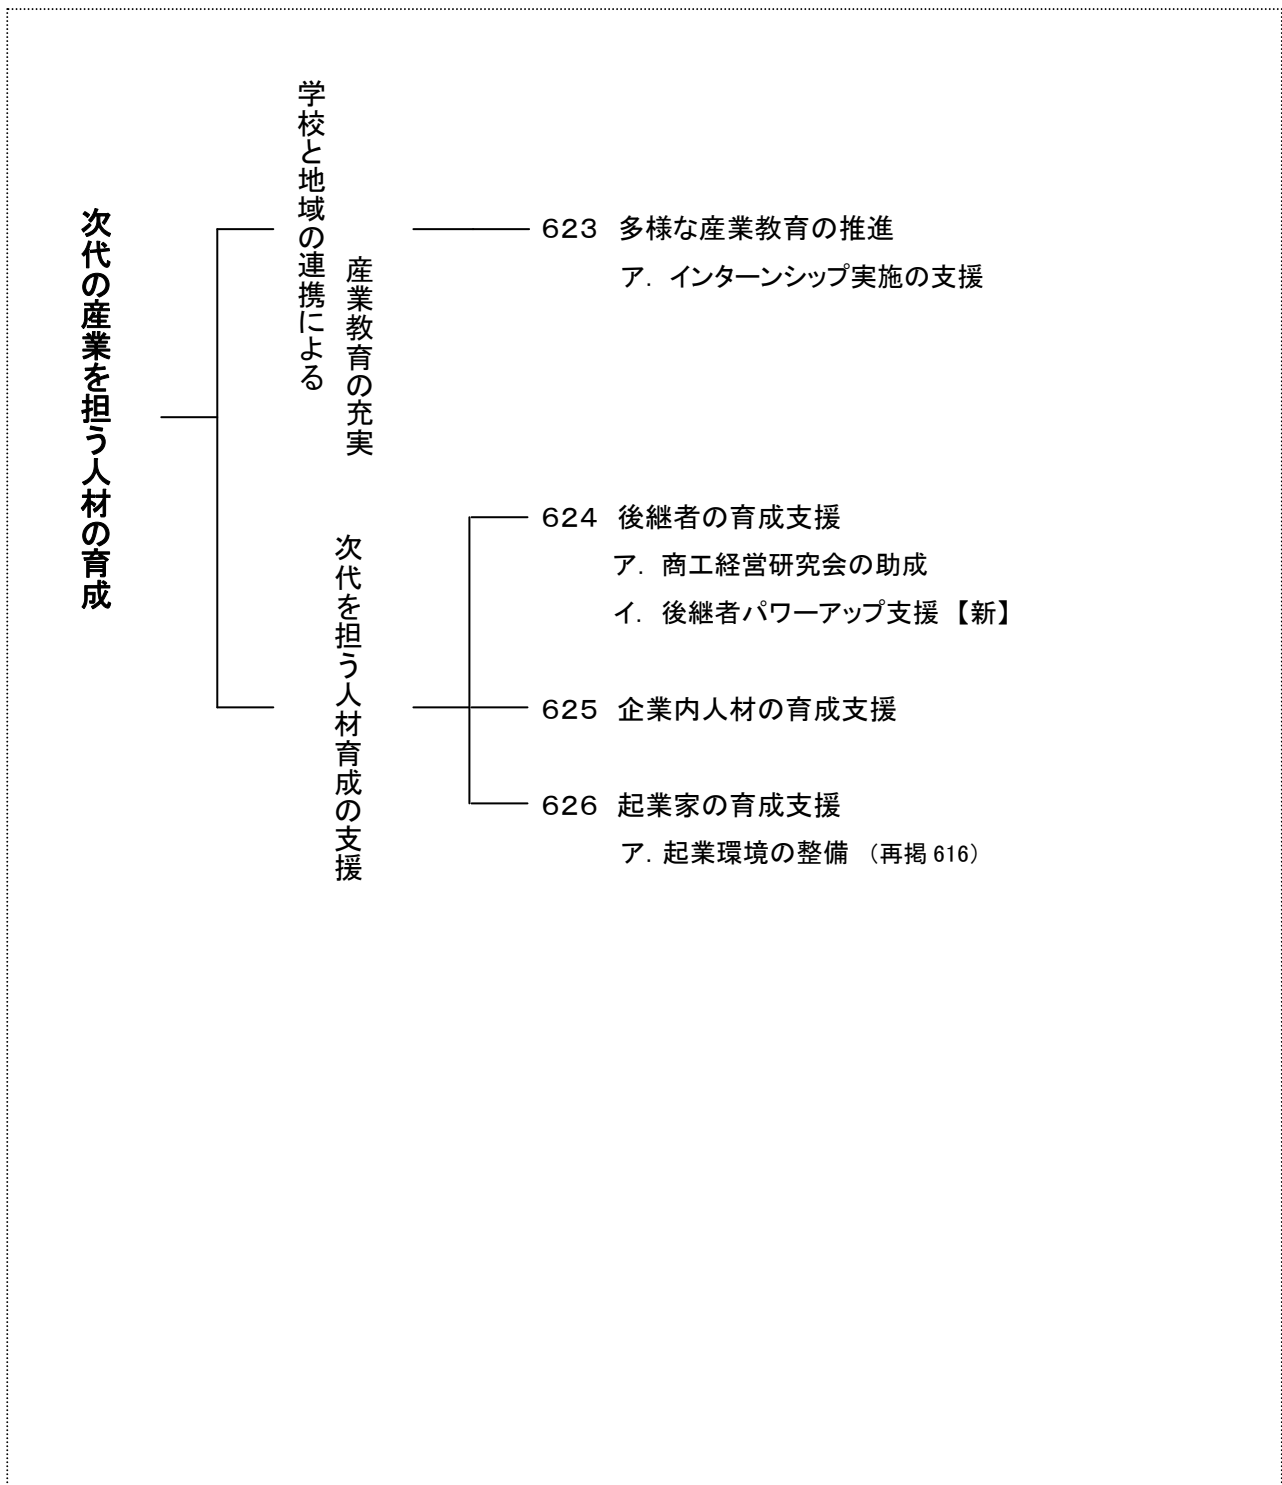 次代の産業を担う人材の育成
学校と地域の連携による
産業教育の充実
623 多様な産業教育の推進
ア．インターンシップ実施の支援
次代を担う人材育成の支援
624 後継者の育成支援
ア．商工経営研究会の助成
イ．後継者パワーアップ支援【新】
625 企業内人材の育成支援
626 起業家の育成支援
ア．起業環境の整備 （再掲 616）